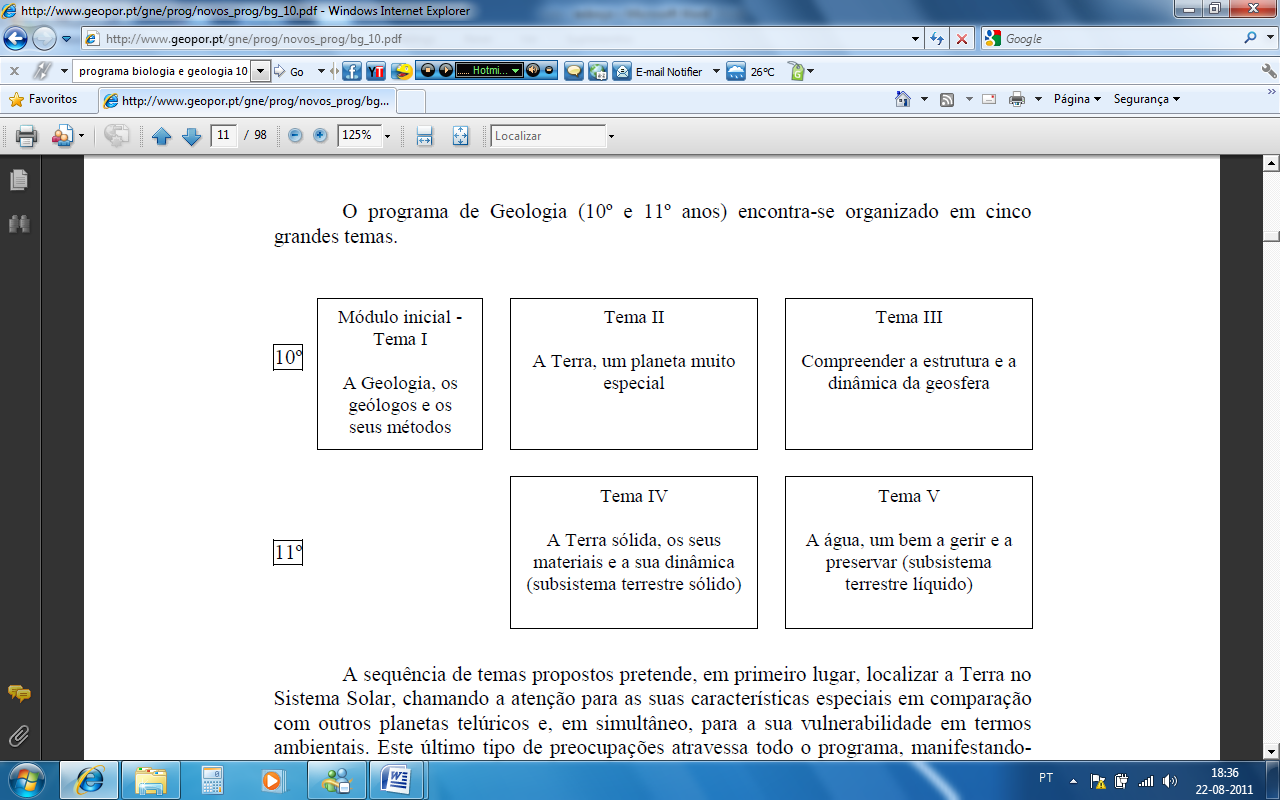 http://www.geopor.pt/gne/prog/novos_prog/bg_10.pdf - Windows Internet Explorer
http://www.geopor.pt/gne/prog/novos_prog/bg_10.pdf
Google
programa biologia e geologia 10
Go
Hotmi...
E-mail Notifier
26ºC
Favoritos
http://www.geopor.pt/gne/prog/novos_prog/bg...
Página
Segurança
11 / 98
125%
Localizar
O programa de Geologia (10º e 11º anos) encontra-se organizado em cinco
grandes temas.
10º
Módulo inicial -
Tema I
A Geologia, os
geólogos e os
seus métodos
Tema II
A Terra, um planeta muito
especial
Tema III
Compreender a estrutura e a
dinâmica da geosfera
11º
Tema IV
A Terra sólida, os seus
materiais e a sua dinâmica
(subsistema terrestre sólido)
Tema V
A água, um bem a gerir e a
preservar (subsistema
terrestre líquido)
A sequência de temas propostos pretende, em primeiro lugar, localizar a Terra no
Sistema Solar, chamando a atenção para as suas características especiais em comparação
com outros planetas telúricos e, em simultâneo, para a sua vulnerabilidade em termos
ambientais. Este último tipo de preocupações atravessa todo o programa, manifestando-
PT
18:36
22-08-2011